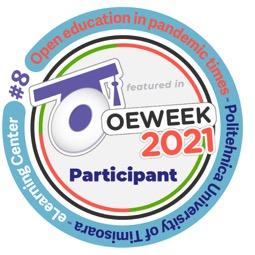 #8 Open education in pandemic times - Politehnica University of Timisoara - eLearning Center
featured in
OEWEEK
2021
Participant